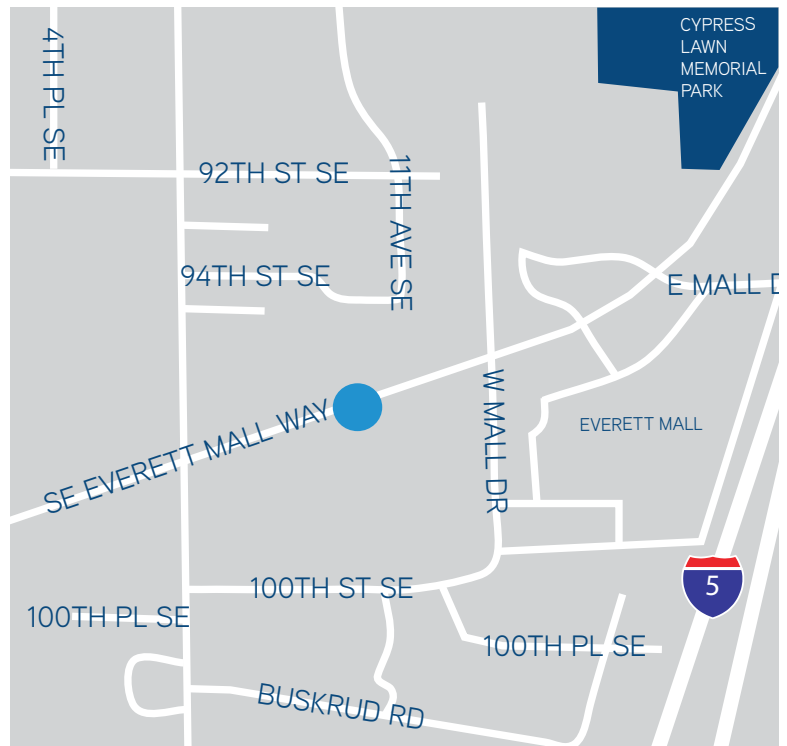 CYPRESS
LAWN
MEMORIAL
PARK
4TH PL SE
92TH ST SE
11TH AVE SE
94TH ST SE
E MALL D
SE EVERETT MALL WAY
W MALL DR
EVERETT MALL
100TH ST SE
5
100TH PL SE
100TH PL SE
BUSKRUD RD